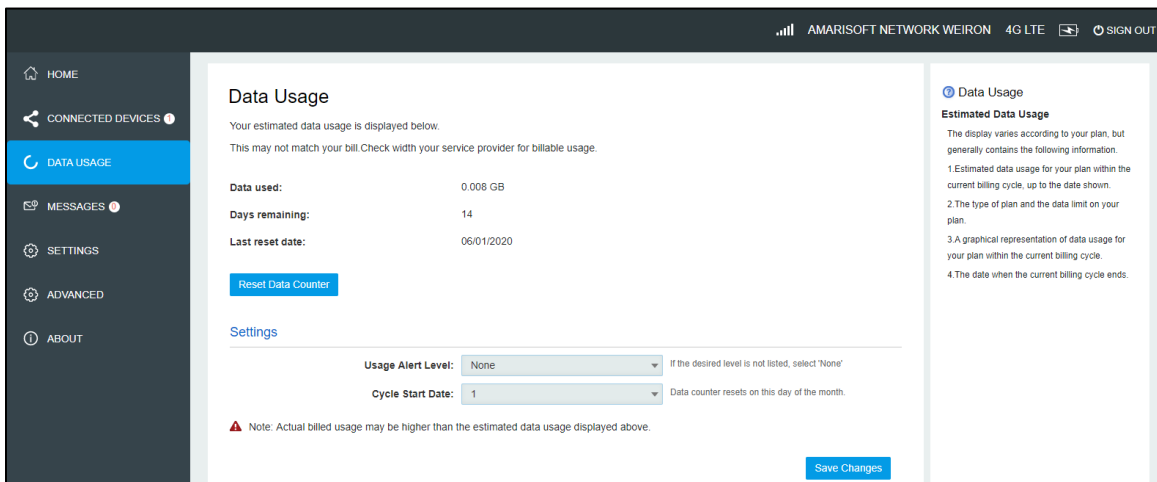 AMARISOFT NETWORK WEIRON 4G LTE SIGN OUT
HOME
CONNECTED DEVICES 1
DATA USAGE
MESSAGES 0
SETTINGS
ADVANCED
ABOUT
Data Usage
Your estimated data usage is displayed below.
This may not match your bill.Check width your service provider for billable usage.
Data used: 0.008 GB
Days remaining: 14
Last reset date: 06/01/2020
Reset Data Counter
Settings
Usage Alert Level: None If the desired level is not listed, select 'None'
Cycle Start Date: 1 Data counter resets on this day of the month.
Note: Actual billed usage may be higher than the estimated data usage displayed above.
Save Changes
Data Usage
Estimated Data Usage
The display varies according to your plan, but
generally contains the following information.
1.Estimated data usage for your plan within the
current billing cycle, up to the date shown.
2.The type of plan and the data limit on your
plan.
3.A graphical representation of data usage for
your plan within the current billing cycle.
4.The date when the current billing cycle ends.